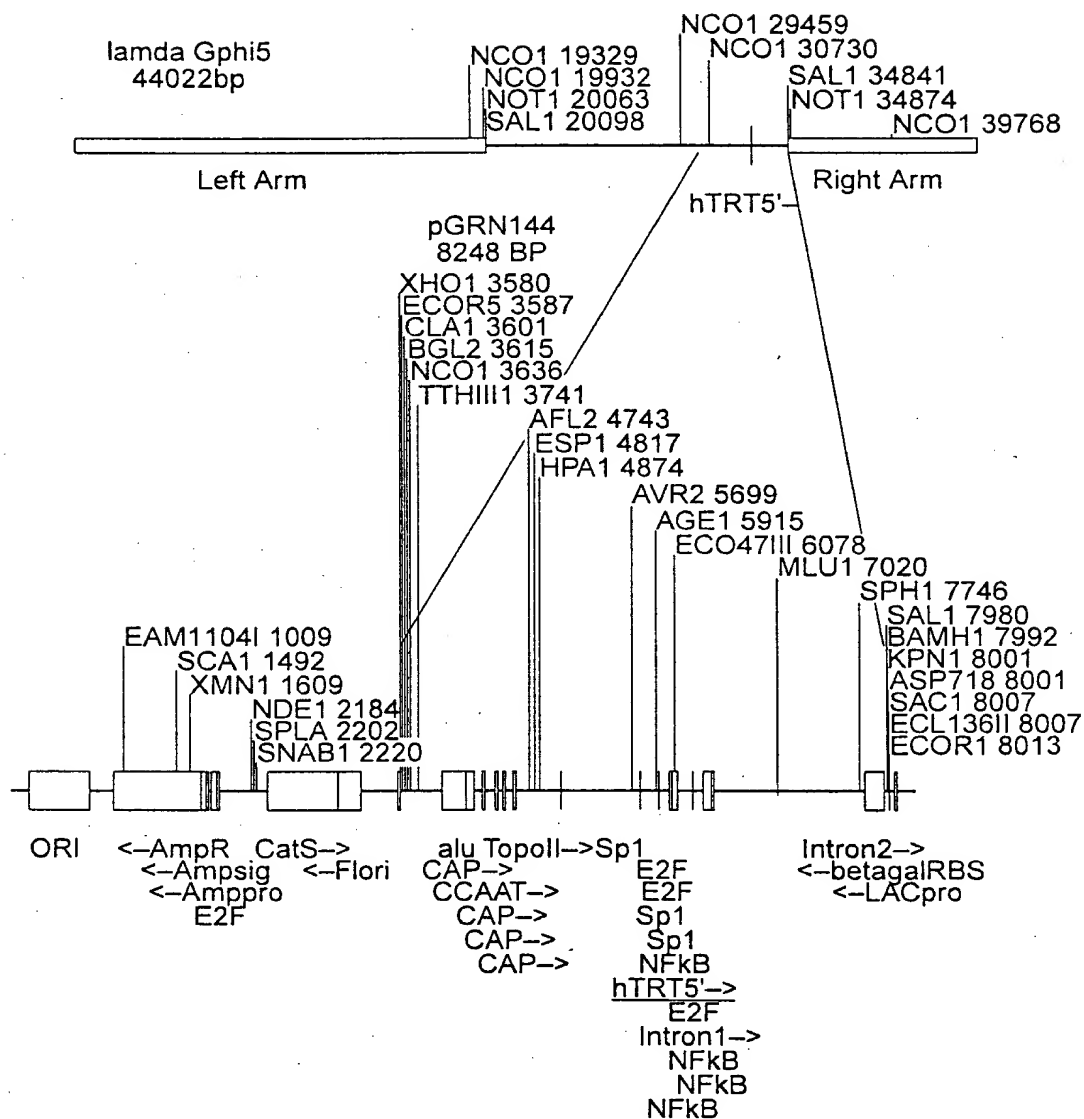 lamda Gphi5
44022bp
NCO1 19329
NCO1 19932
NOT1 20063
SAL1 20098
NCO1 29459
NCO1 30730
SAL1 34841
NOT1 34874
NCO1 39768
Left Arm
Right Arm
hTRT5'
pGRN144
8248 BP
XHO1 3580
ECOR5 3587
CLA1 3601
BGL2 3615
NCO1 3636
TTHIII1 3741
AFL2 4743
ESP1 4817
HPA1 4874
AVR2 5699
AGE1 5915
ECO47III 6078
MLU1 7020
SPH1 7746
SAL1 7980
BAMH1 7992
KPN1 8001
ASP718 8001
SAC1 8007
ECL136II 8007
ECOR1 8013
EAM1104I 1009
SCA1 1492
XMN1 1609
NDE1 2184
SPLA 2202
SNAB1 2220
ORI
<–AmpR
<–Ampsig
<–Amppro
E2F
CatS–>
<–Flori
alu TopoII–>Sp1
CAP–>
CCAAT–>
CAP–>
CAP–>
CAP–>
E2F
E2F
Sp1
Sp1
NFkB
hTRT5'–>
E2F
Intron1–>
NFkB
NFkB
NFkB
Intron2–>
<–betagalRBS
<–LACpro